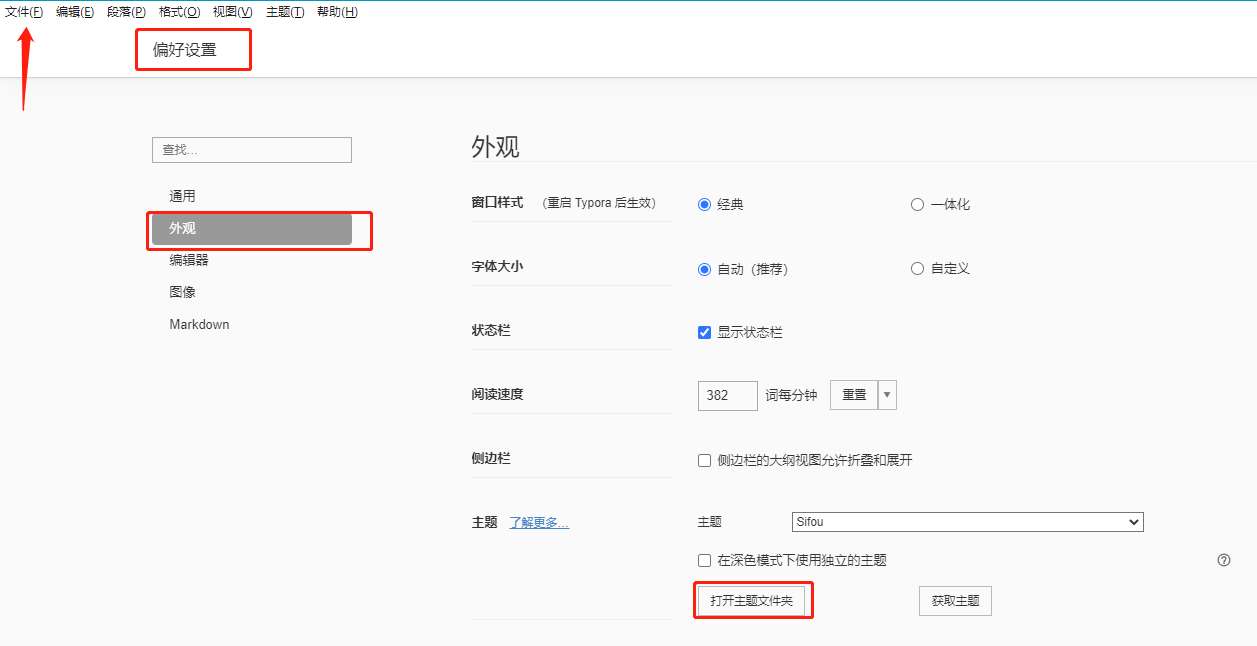 文件(F) 编辑(E) 段落(P) 格式(O) 视图(V) 主题(T) 帮助(H)
偏好设置
查找...
通用
外观
编辑器
图像
Markdown
外观
窗口样式 (重启 Typora 后生效) 经典 一体化
字体大小 自动 (推荐) 自定义
状态栏 显示状态栏
阅读速度 382 词每分钟 重置
侧边栏 侧边栏的大纲视图允许折叠和展开
主题 了解更多... 主题 Sifou
在深色模式下使用独立的主题
打开主题文件夹 获取主题